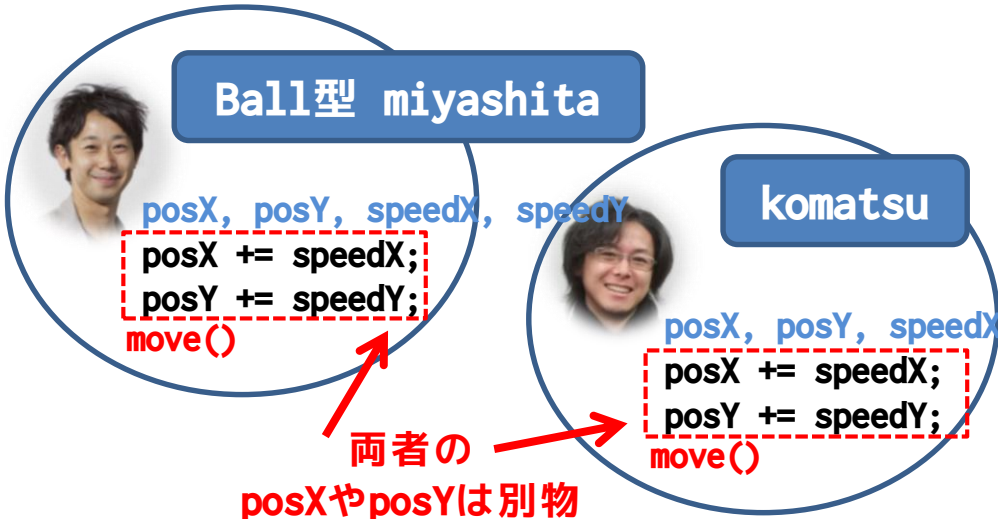 Ball型 miyashita
posX, posY, speedX, speedY
posX += speedX;
posY += speedY;
move()
komatsu
posX, posY, speedX
posX += speedX;
posY += speedY;
move()
両者の
posXやposYは別物